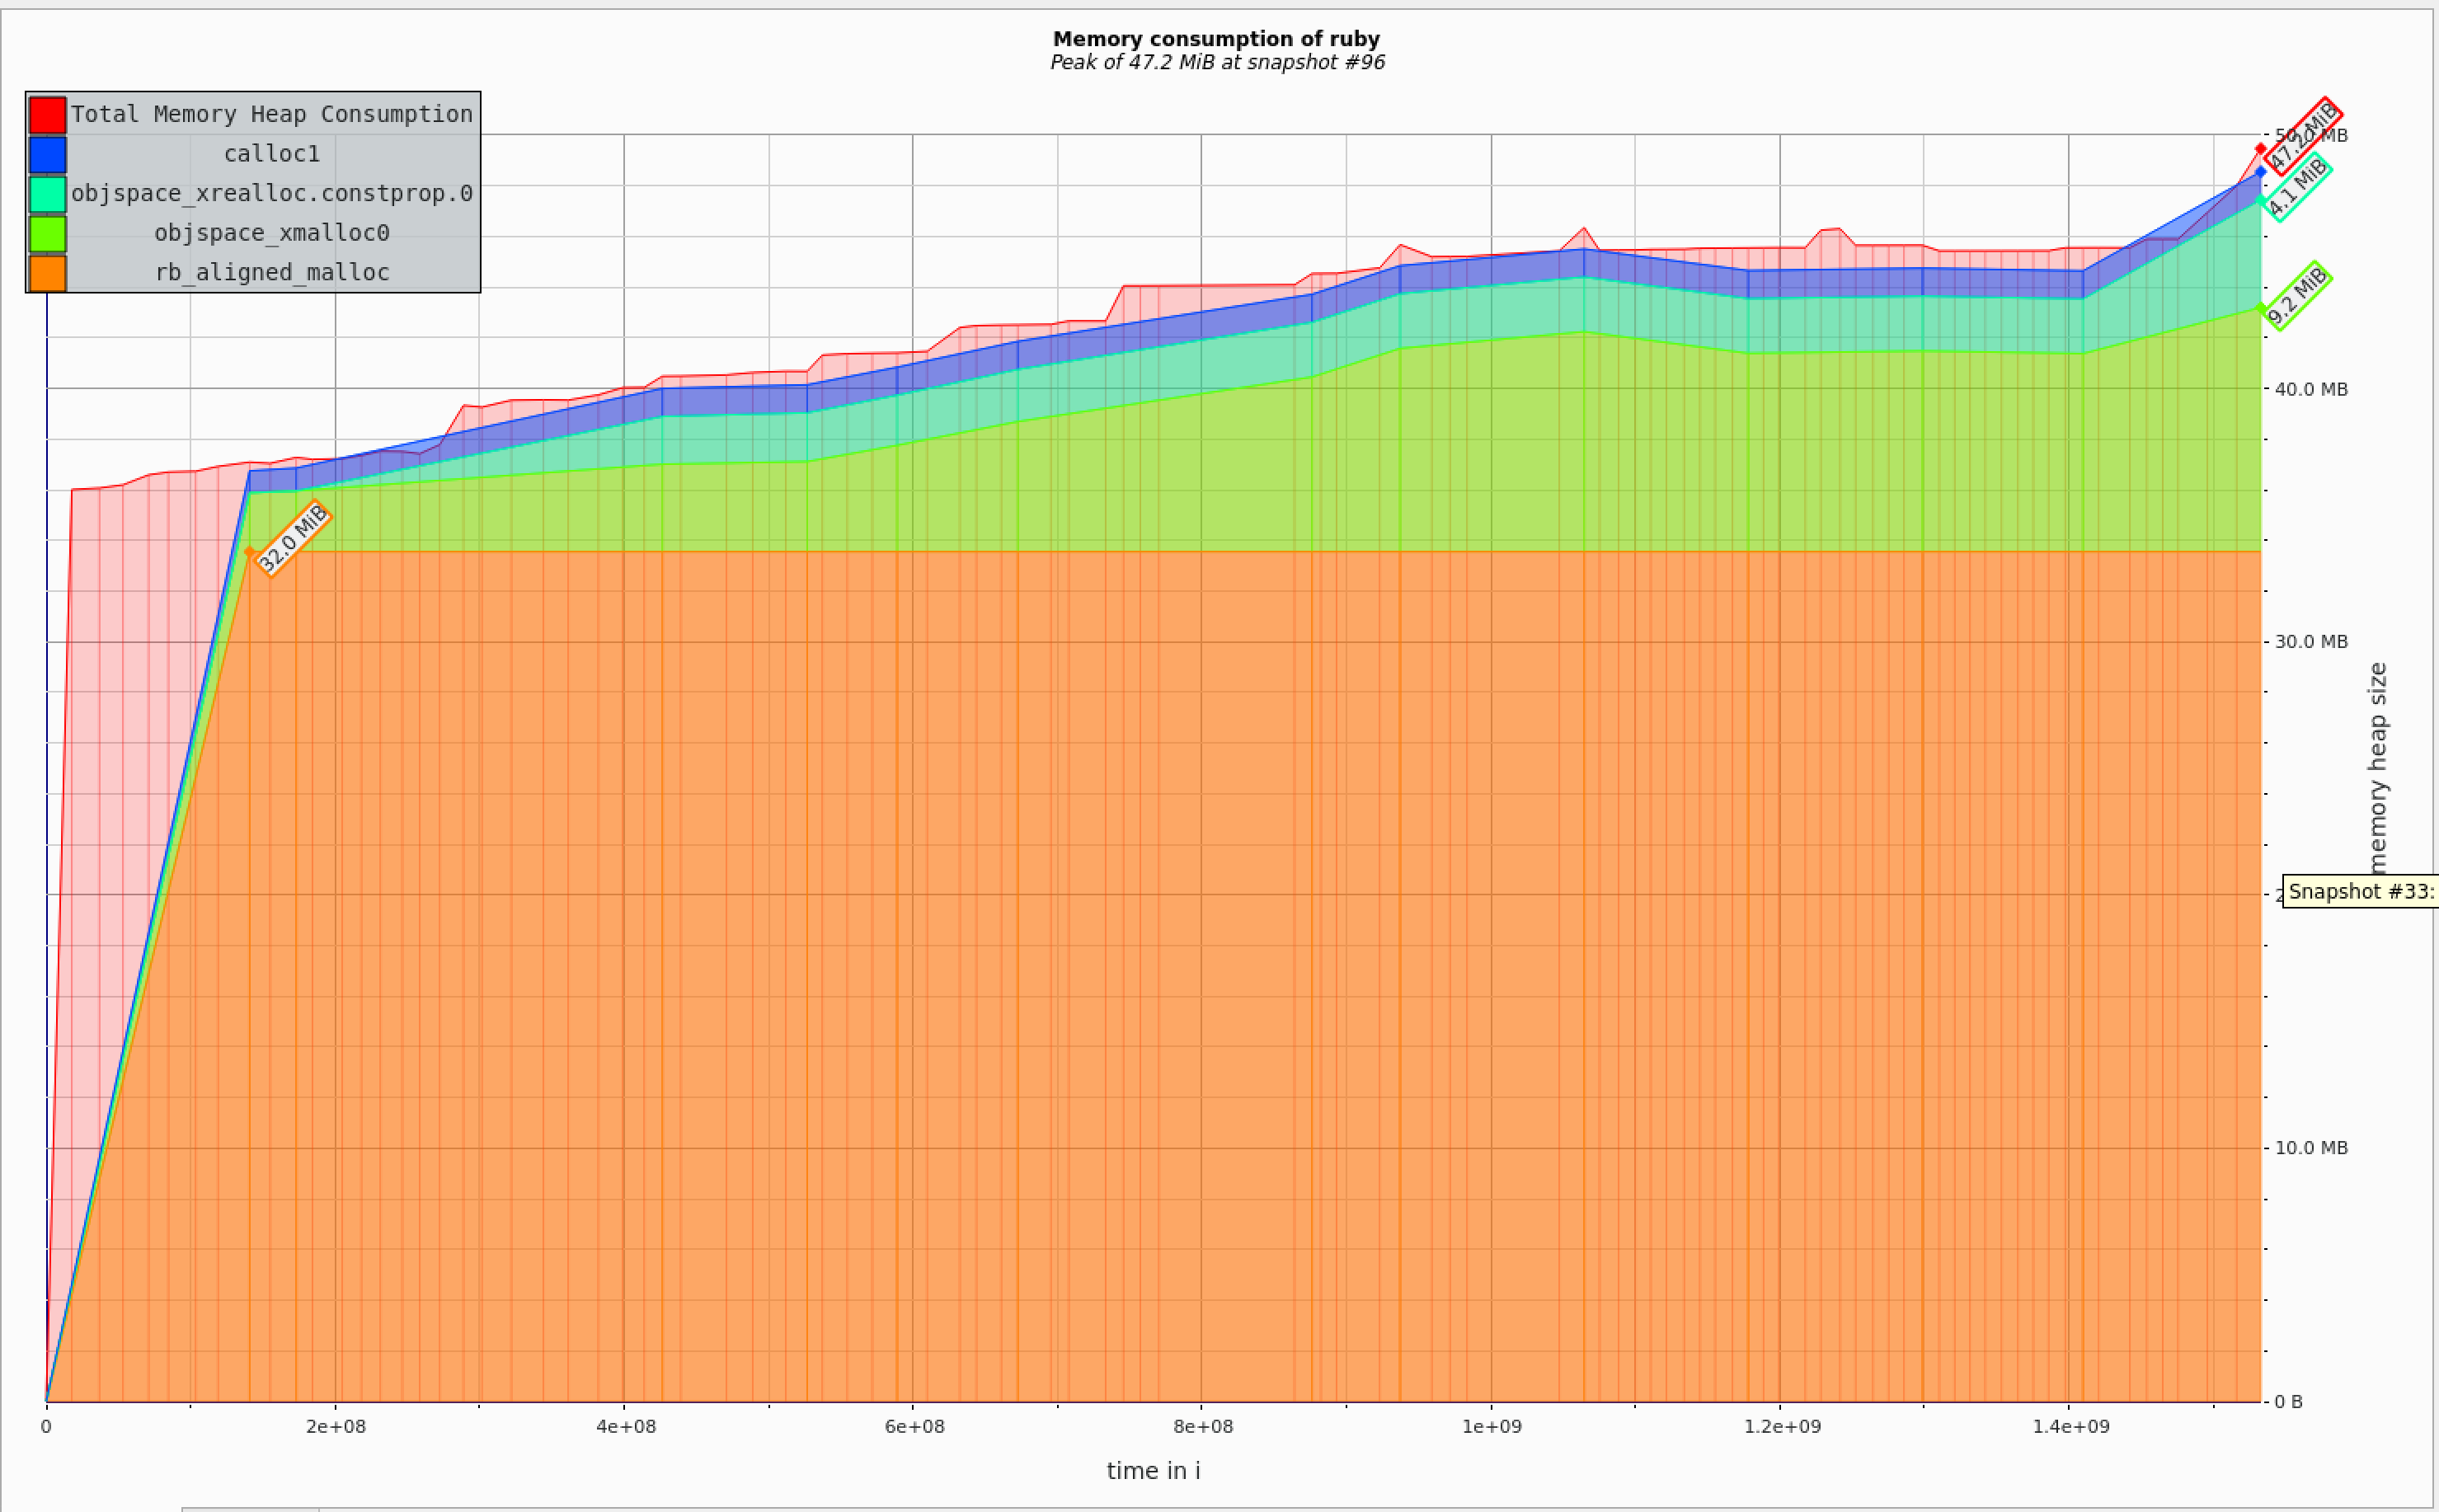 Memory consumption of ruby
Peak of 47.2 MiB at snapshot #96
Total Memory Heap Consumption
calloc1
objspace_xrealloc.constprop.0
objspace_xmalloc0
rb_aligned_malloc
47.2 MiB
50.0 MB
4.1 MiB
9.2 MiB
40.0 MB
32.0 MiB
30.0 MB
memory heap size
Snapshot #33:
10.0 MB
0 B
0
2e+08
4e+08
6e+08
8e+08
1e+09
1.2e+09
1.4e+09
time in i